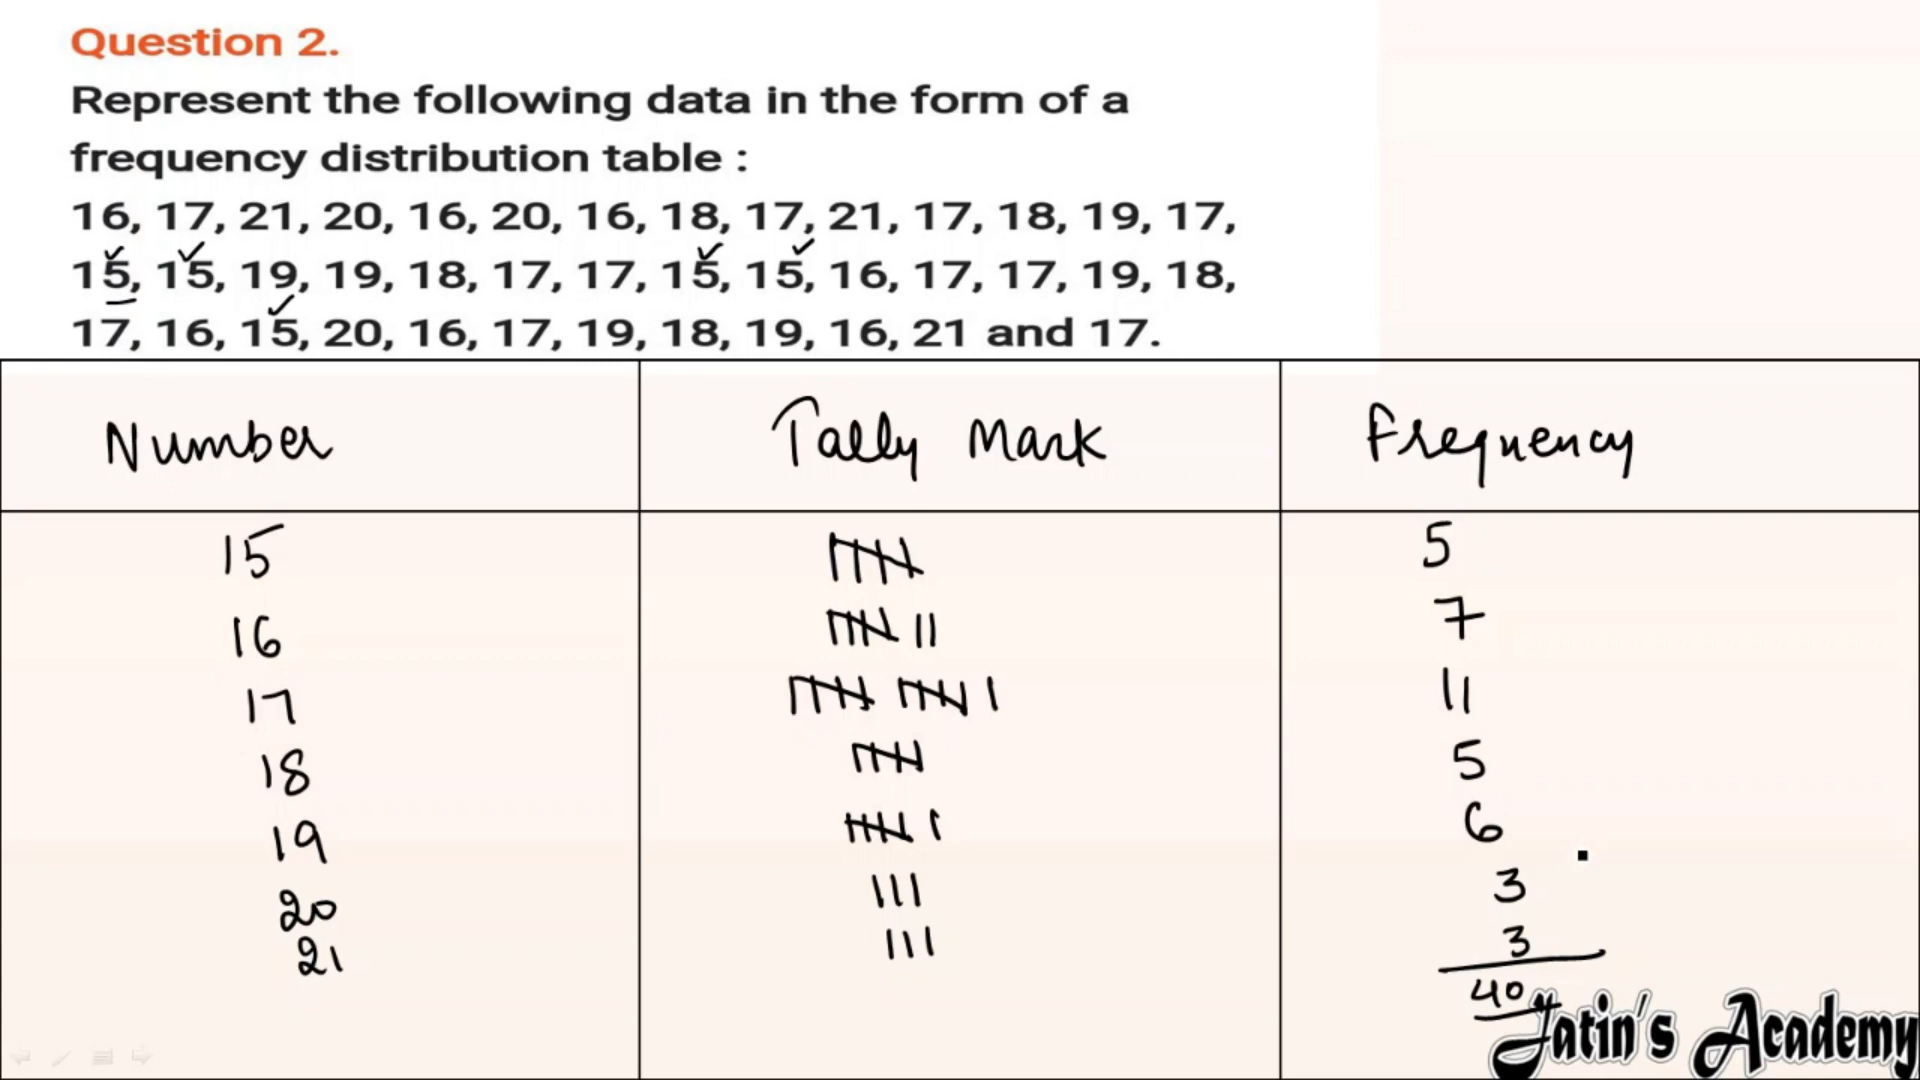 Question 2.
Represent the following data in the form of a
frequency distribution table :
16, 17, 21, 20, 16, 20, 16, 18, 17, 21, 17, 18, 19, 17,
15, 15, 19, 19, 18, 17, 17, 15, 15, 16, 17, 17, 19, 18,
17, 16, 15, 20, 16, 17, 19, 18, 19, 16, 21 and 17.
Number Tally Mark Frequency
15 5
16 7
17 11
18 5
19 6
20 3
21 3
40
Jatin's Academy